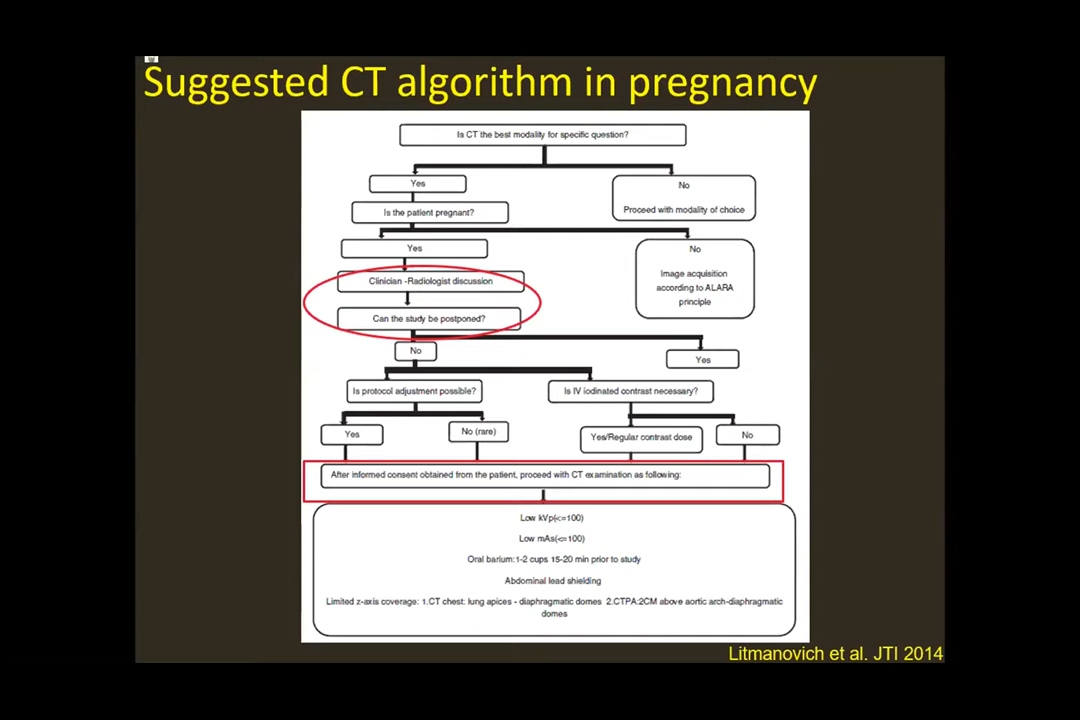 Suggested CT algorithm in pregnancy
Is CT the best modality for specific question?
Yes
No
Proceed with modality of choice
Is the patient pregnant?
Yes
No
Image acquisition
according to ALARA
principle
Clinician -Radiologist discussion
Can the study be postponed?
No
Yes
Is protocol adjustment possible?
Is IV iodinated contrast necessary?
Yes
No (rare)
Yes/Regular contrast dose
No
After informed consent obtained from the patient, proceed with CT examination as following:
Low kVp(<=100)
Low mAs(<=100)
Oral barium:1-2 cups 15-20 min prior to study
Abdominal lead shielding
Limited z-axis coverage: 1.CT chest: lung apices - diaphragmatic domes 2.CTPA:2CM above aortic arch-diaphragmatic
domes
Litmanovich et al. JTI 2014